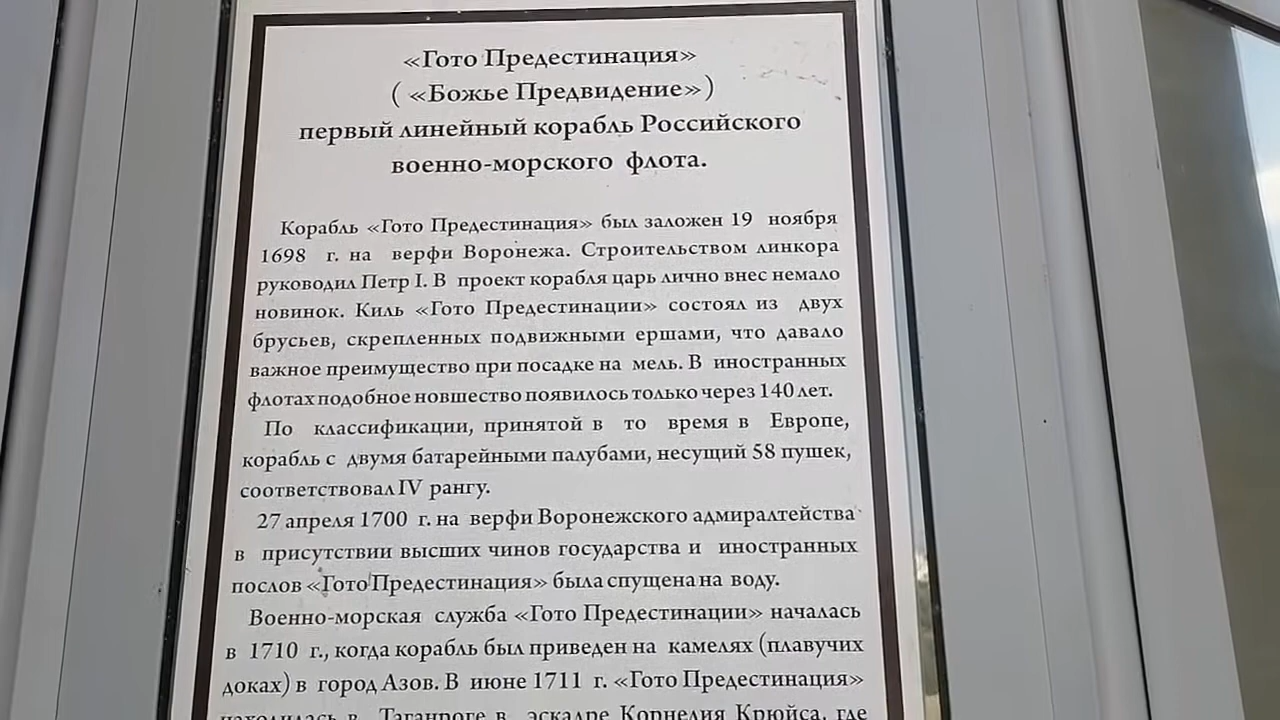 «Гото Предестинация»
( «Божье Предвидение»)
первый линейный корабль Российского
военно-морского флота.
Корабль «Гото Предестинация» был заложен 19 ноября
1698 г. на верфи Воронежа. Строительством линкора
руководил Петр I. В проект корабля царь лично внес немало
новинок. Киль «Гото Предестинации» состоял из двух
брусьев, скрепленных подвижными ершами, что давало
важное преимущество при посадке на мель. В иностранных
флотах подобное новшество появилось только через 140 лет.
По классификации, принятой в то время в Европе,
корабль с двумя батарейными палубами, несущий 58 пушек,
соответствовал IV рангу.
27 апреля 1700 г. на верфи Воронежского адмиралтейства
в присутствии высших чинов государства и иностранных
послов «Гото Предестинация» была спущена на воду.
Военно-морская служба «Гото Предестинации» началась
в 1710 г., когда корабль был приведен на камелях (плавучих
доках) в город Азов. В июне 1711 г. «Гото Предестинация»
находилась в Таганроге в эскадре Корнелия Крюйса, где